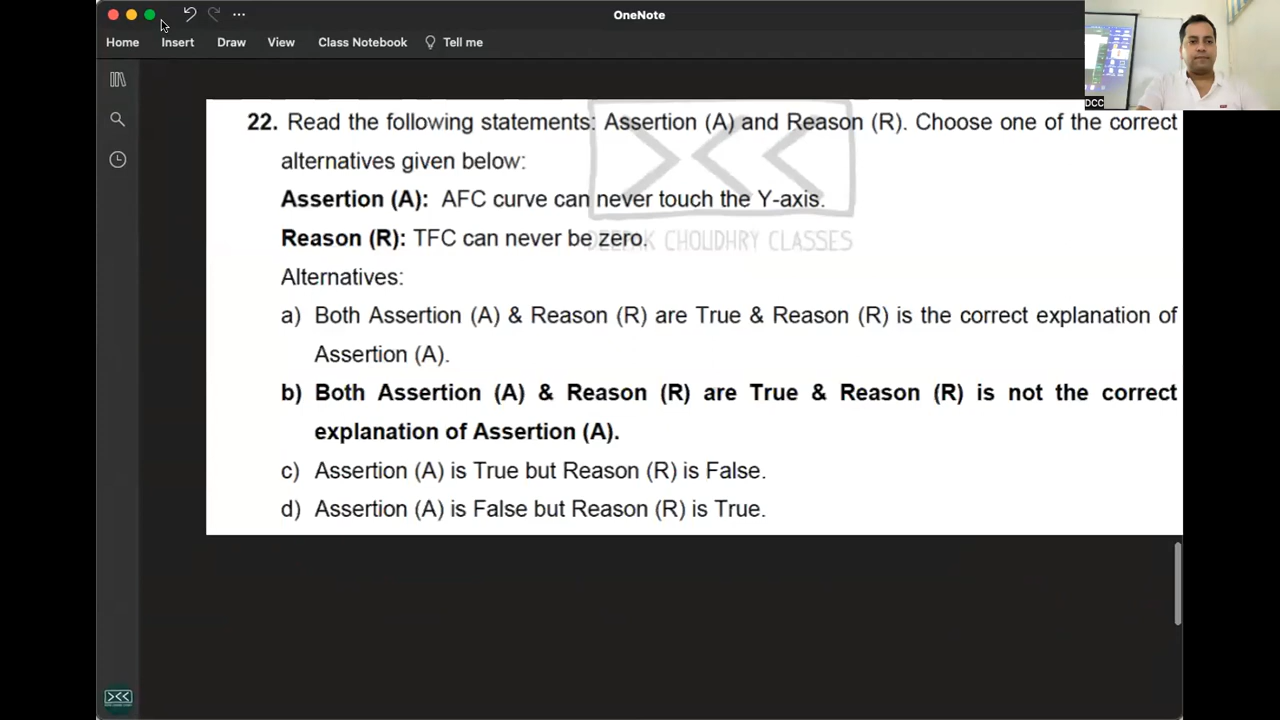 OneNote
Home Insert Draw View Class Notebook Tell me
DCC
22. Read the following statements: Assertion (A) and Reason (R). Choose one of the correct
alternatives given below:
Assertion (A): AFC curve can never touch the Y-axis.
Reason (R): TFC can never be zero.
DEEPAK CHOUDHRY CLASSES
Alternatives:
a) Both Assertion (A) & Reason (R) are True & Reason (R) is the correct explanation of
Assertion (A).
b) Both Assertion (A) & Reason (R) are True & Reason (R) is not the correct
explanation of Assertion (A).
c) Assertion (A) is True but Reason (R) is False.
d) Assertion (A) is False but Reason (R) is True.